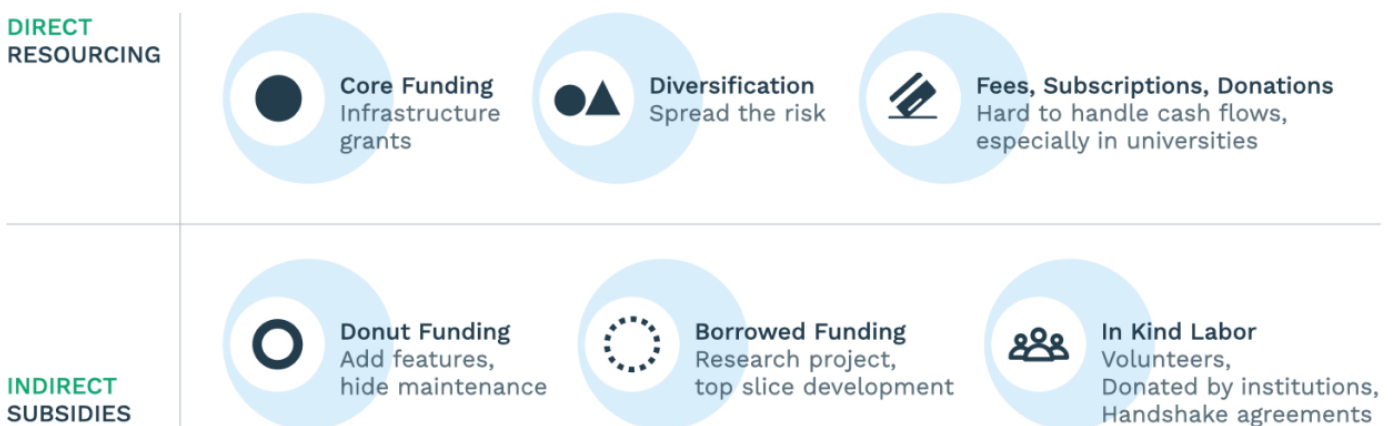 DIRECT
RESOURCING
Core Funding
Infrastructure
grants
Diversification
Spread the risk
Fees, Subscriptions, Donations
Hard to handle cash flows,
especially in universities
INDIRECT
SUBSIDIES
Donut Funding
Add features,
hide maintenance
Borrowed Funding
Research project,
top slice development
In Kind Labor
Volunteers,
Donated by institutions,
Handshake agreements